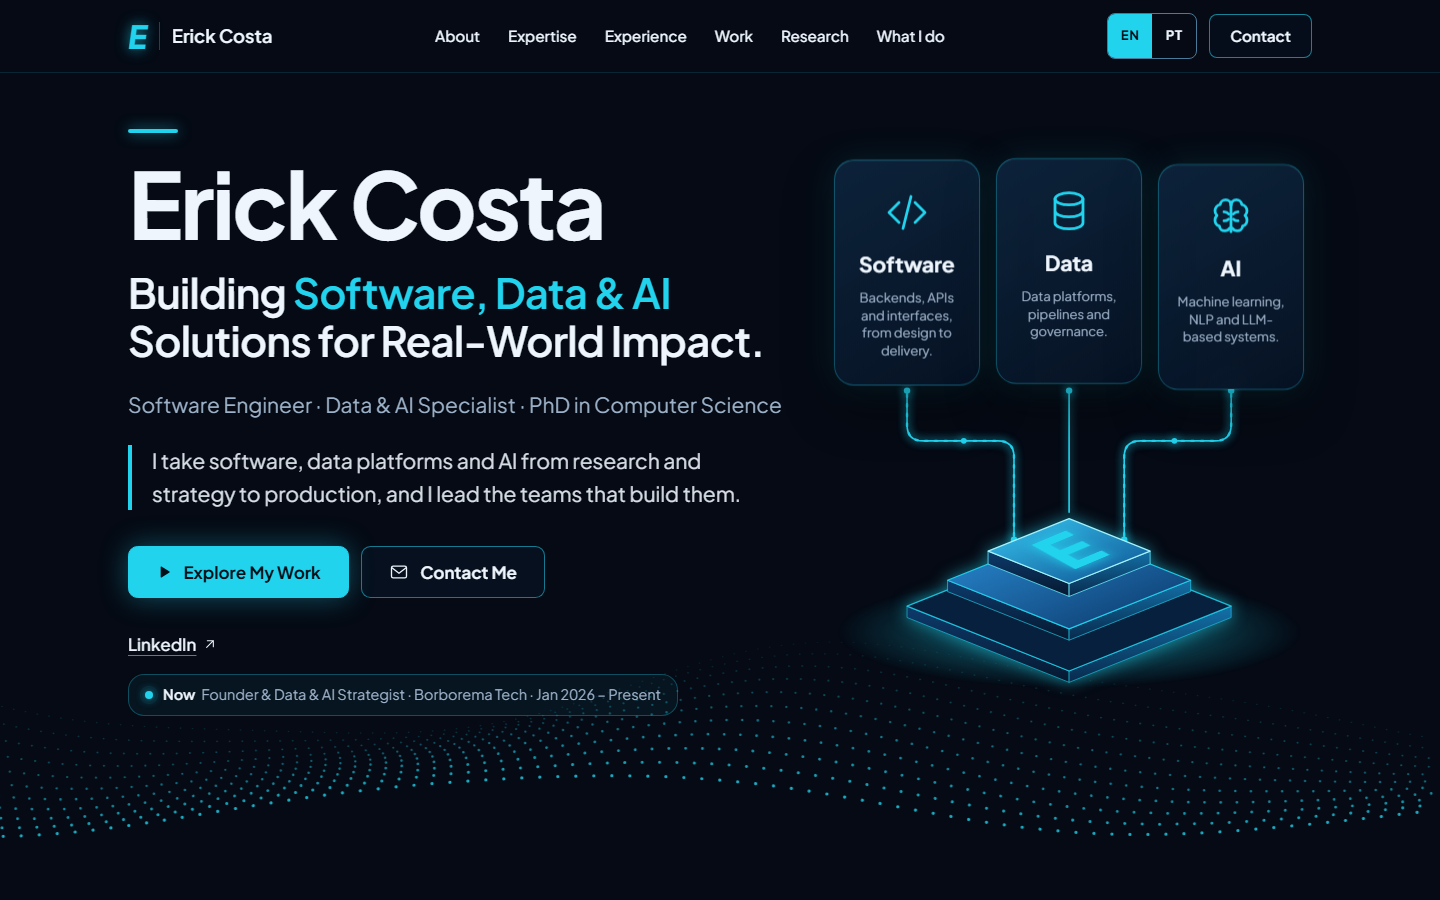 E
Erick Costa
About
Expertise
Experience
Work
Research
What I do
EN
PT
Contact
Erick Costa
Building Software, Data & AI
Solutions for Real-World Impact.
Software Engineer · Data & AI Specialist · PhD in Computer Science
I take software, data platforms and AI from research and
strategy to production, and I lead the teams that build them.
Explore My Work
Contact Me
LinkedIn ↗
Now Founder & Data & AI Strategist · Borborema Tech · Jan 2026 – Present
Software
Backends, APIs
and interfaces,
from design to
delivery.
Data
Data platforms,
pipelines and
governance.
AI
Machine learning,
NLP and LLM-
based systems.
E